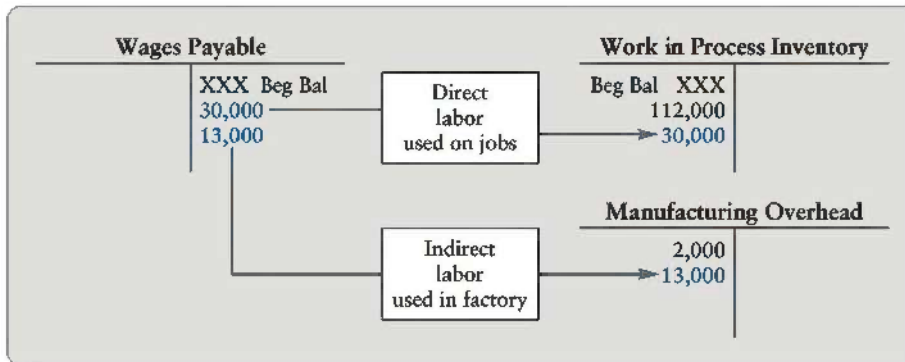 Wages Payable
XXX Beg Bal
30,000
13,000
Direct
labor
used on jobs
Work in Process Inventory
Beg Bal XXX
112,000
30,000
Indirect
labor
used in factory
Manufacturing Overhead
2,000
13,000